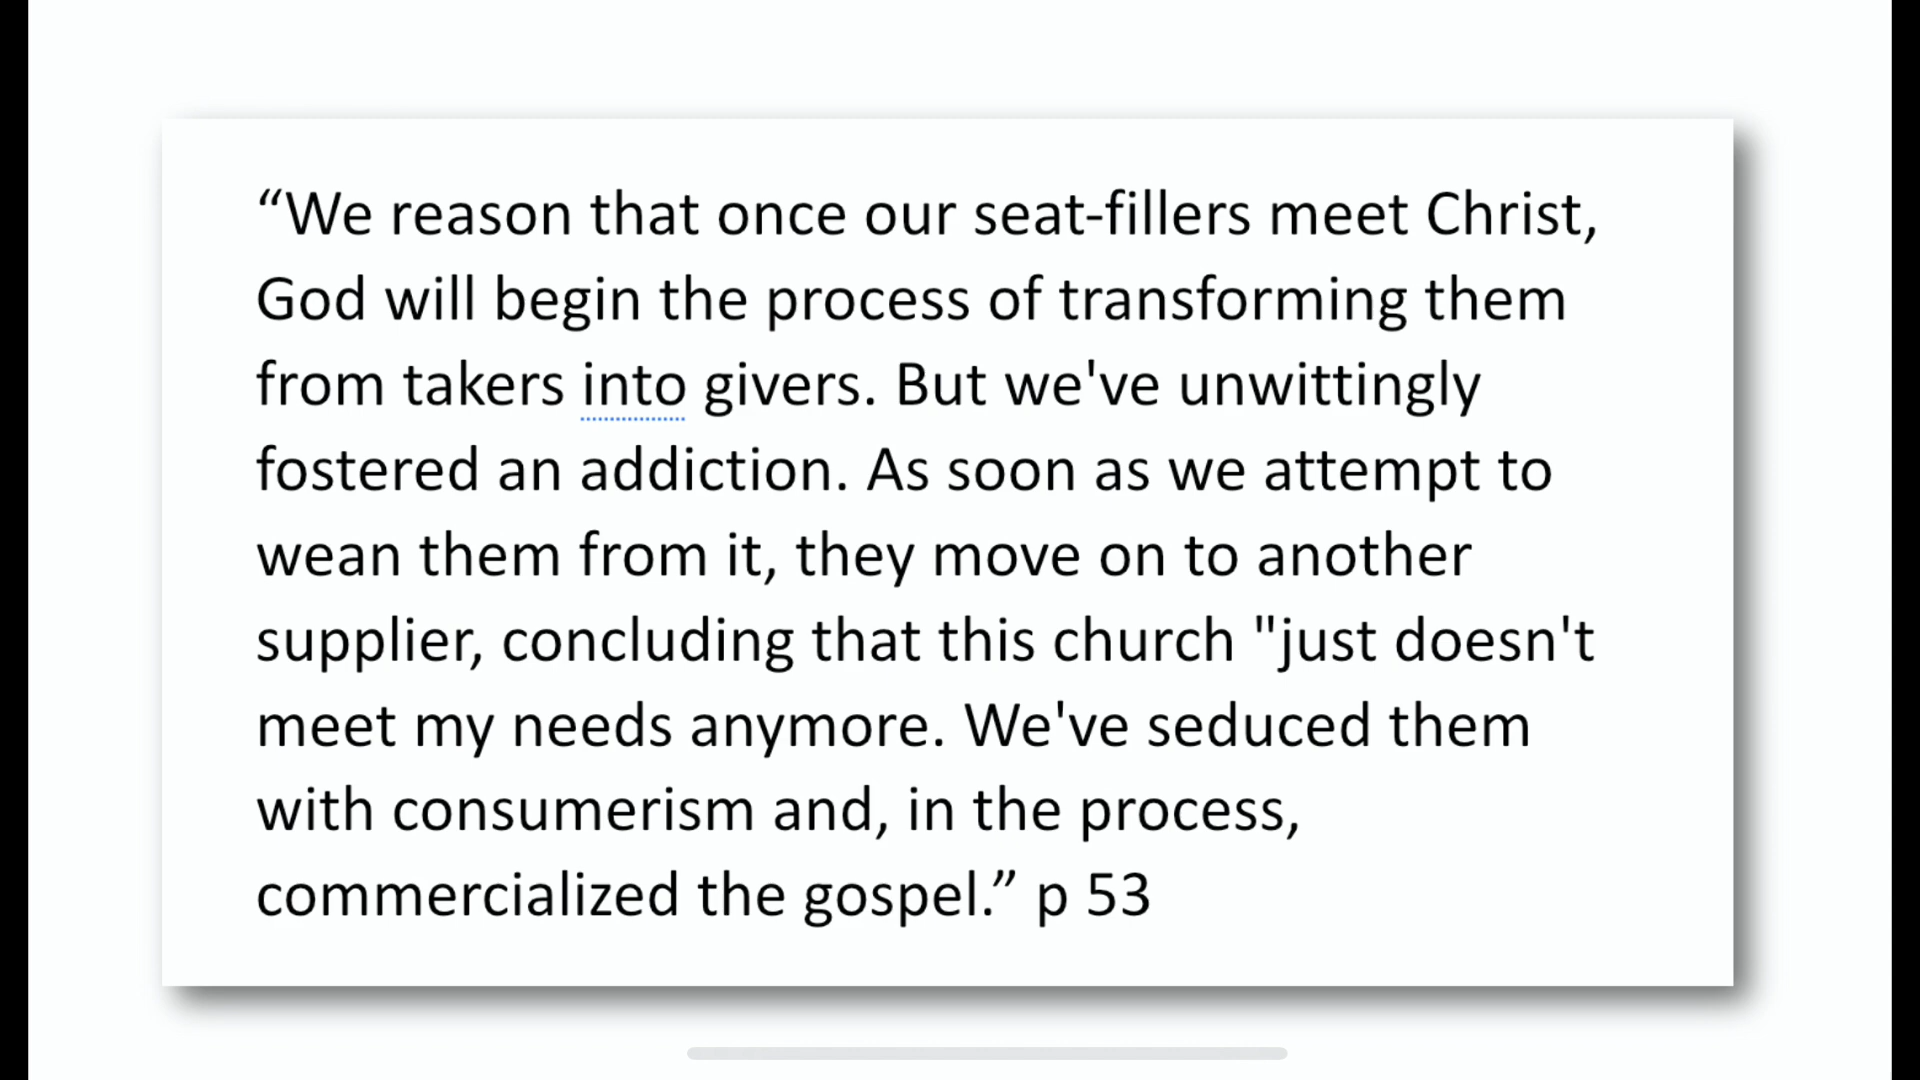 “We reason that once our seat-fillers meet Christ,
God will begin the process of transforming them
from takers into givers. But we've unwittingly
fostered an addiction. As soon as we attempt to
wean them from it, they move on to another
supplier, concluding that this church "just doesn't
meet my needs anymore. We've seduced them
with consumerism and, in the process,
commercialized the gospel.” p 53